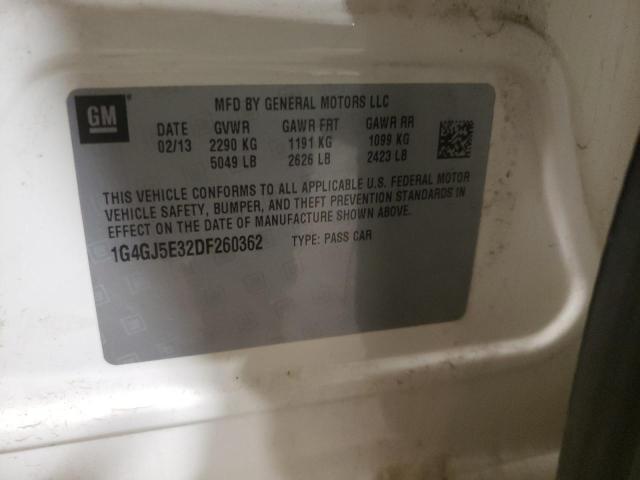 GM
MFD BY GENERAL MOTORS LLC
DATE GVWR GAWR FRT GAWR RR
02/13 2290 KG 1191 KG 1099 KG
5049 LB 2626 LB 2423 LB
THIS VEHICLE CONFORMS TO ALL APPLICABLE U.S. FEDERAL MOTOR
VEHICLE SAFETY, BUMPER, AND THEFT PREVENTION STANDARDS IN
EFFECT ON THE DATE OF MANUFACTURE SHOWN ABOVE.
1G4GJ5E32DF260362 TYPE: PASS CAR